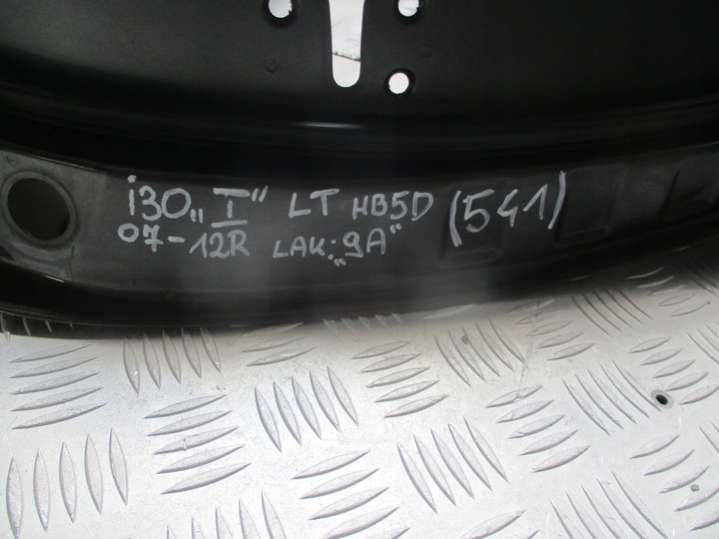 i30 „I" LT HB5D (541)
07-12R LAK: „9A"